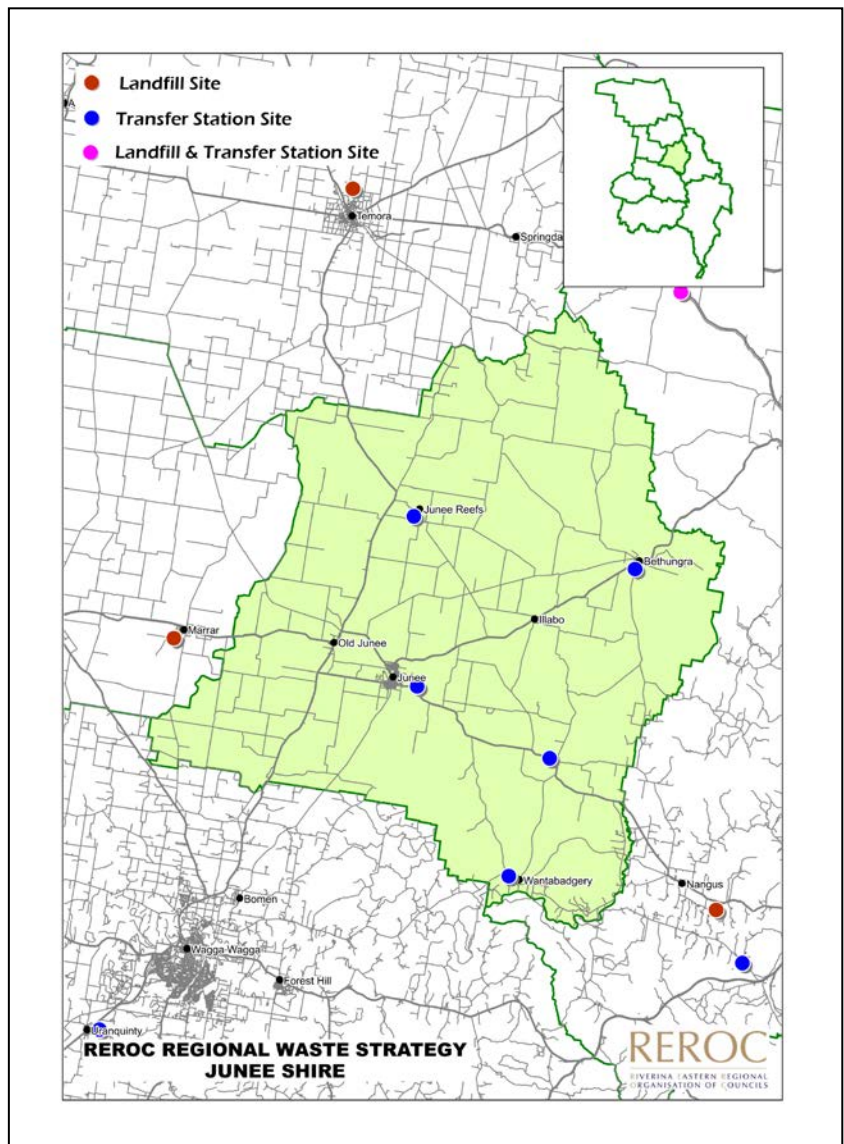 Landfill Site
A
Transfer Station Site
Landfill & Transfer Station Site
Temora
Springda
Junee Reefs
Bethungra
Illabo
Marrar
Old Junee
Junee
Wantabadgery
Nangus
Bomen
Wagga Wagga
Forest Hill
Uranquinty
REROC REGIONAL WASTE STRATEGY
JUNEE SHIRE
REROC
RIVERINA EASTERN REGIONAL
ORGANISATION OF COUNCILS